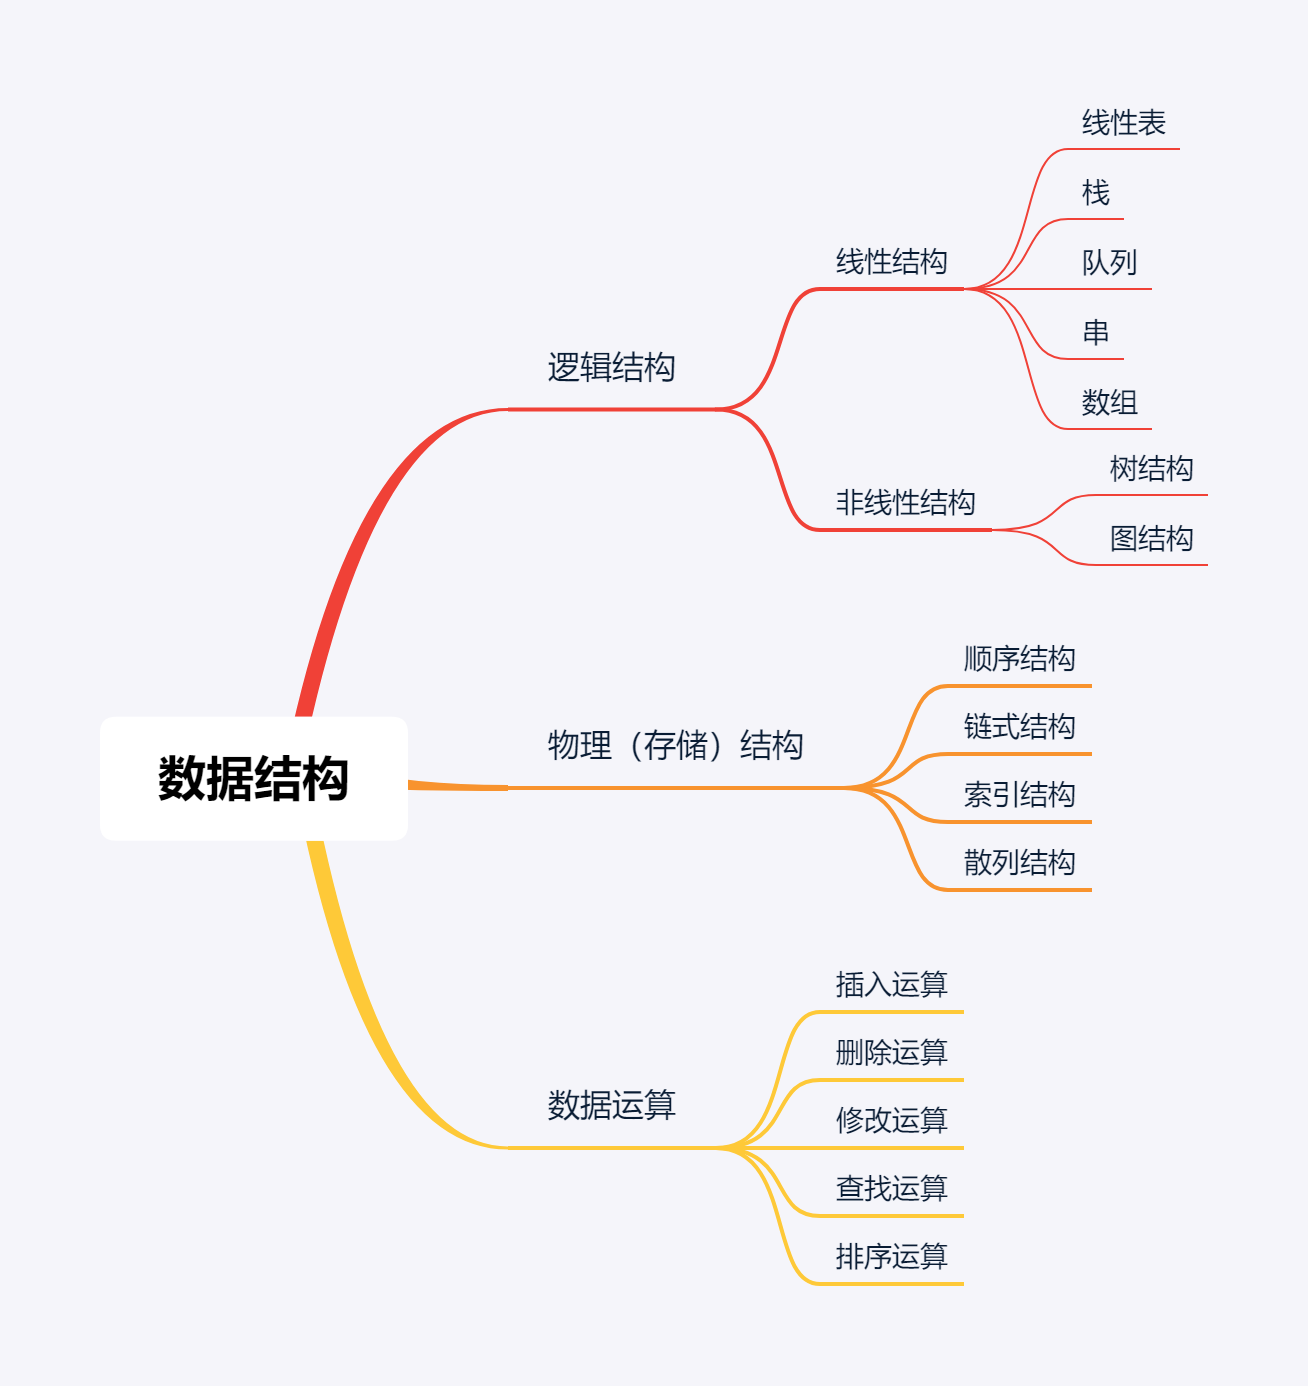 数据结构
逻辑结构
线性结构
线性表
栈
队列
串
数组
非线性结构
树结构
图结构
物理（存储）结构
顺序结构
链式结构
索引结构
散列结构
数据运算
插入运算
删除运算
修改运算
查找运算
排序运算